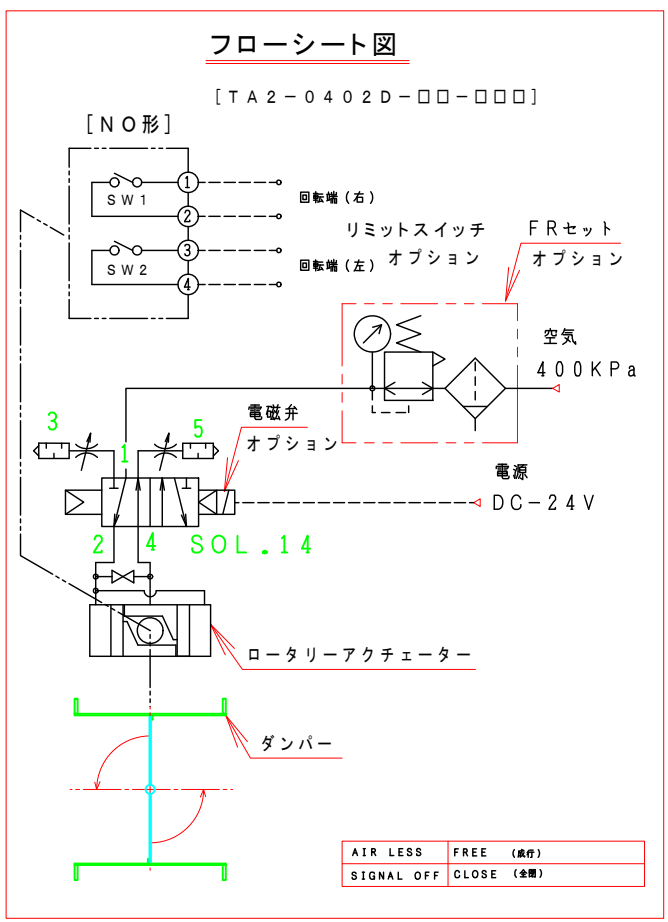 フローシート図
[TA2-0402D-□□-□□□]
[NO形]
1
SW1
2
回転端(右)
3
SW2
4
回転端(左)
リミットスイッチ
オプション
FRセット
オプション
空気
400KPa
電磁弁
オプション
3
1
5
電源
DC-24V
2
4
SOL.14
ロータリーアクチェーター
ダンパー
AIR LESS FREE (成行)
SIGNAL OFF CLOSE (全閉)